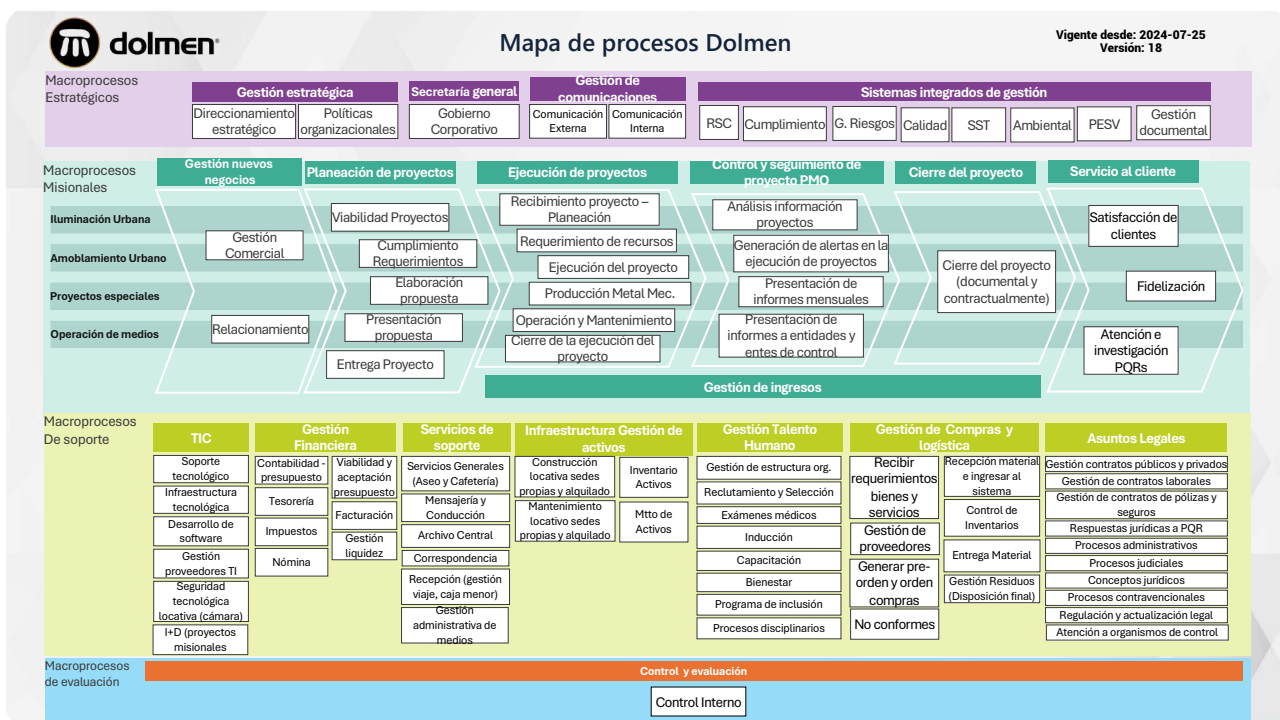 dolmen
Mapa de procesos Dolmen
Vigente desde: 2024-07-25
Versión: 18
Macroprocesos
Estratégicos
Gestión estratégica
Direccionamiento
estratégico
Políticas
organizacionales
Secretaría general
Gobierno
Corporativo
Gestión de
comunicaciones
Comunicación
Externa
Comunicación
Interna
Sistemas integrados de gestión
RSC
Cumplimiento
G. Riesgos
Calidad
SST
Ambiental
PESV
Gestión
documental
Macroprocesos
Misionales
Iluminación Urbana
Amoblamiento Urbano
Proyectos especiales
Operación de medios
Gestión nuevos
negocios
Gestión
Comercial
Relacionamiento
Planeación de proyectos
Viabilidad Proyectos
Cumplimiento
Requerimientos
Elaboración
propuesta
Presentación
propuesta
Entrega Proyecto
Ejecución de proyectos
Recibimiento proyecto –
Planeación
Requerimiento de recursos
Ejecución del proyecto
Producción Metal Mec.
Operación y Mantenimiento
Cierre de la ejecución del
proyecto
Control y seguimiento de
proyecto PMO
Análisis información
proyectos
Generación de alertas en la
ejecución de proyectos
Presentación de
informes mensuales
Presentación de
informes a entidades y
entes de control
Cierre del proyecto
Cierre del proyecto
(documental y
contractualmente)
Servicio al cliente
Satisfacción de
clientes
Fidelización
Atención e
investigación
PQRs
Gestión de ingresos
Macroprocesos
De soporte
TIC
Soporte
tecnológico
Infraestructura
tecnológica
Desarrollo de
software
Gestión
proveedores TI
Seguridad
tecnológica
locativa (cámara)
I+D (proyectos
misionales
Gestión
Financiera
Contabilidad -
presupuesto
Tesorería
Impuestos
Nómina
Viabilidad y
aceptación
presupuesto
Facturación
Gestión
liquidez
Servicios de
soporte
Servicios Generales
(Aseo y Cafetería)
Mensajería y
Conducción
Archivo Central
Correspondencia
Recepción (gestión
viaje, caja menor)
Gestión
administrativa de
medios
Infraestructura Gestión de
activos
Construcción
locativa sedes
propias y alquilado
Mantenimiento
locativo sedes
propias y alquilado
Inventario
Activos
Mtto de
Activos
Gestión Talento
Humano
Gestión de estructura org.
Reclutamiento y Selección
Exámenes médicos
Inducción
Capacitación
Bienestar
Programa de inclusión
Procesos disciplinarios
Gestión de Compras y
logística
Recibir
requerimientos
bienes y
servicios
Gestión de
proveedores
Generar pre-
orden y orden
compras
No conformes
Recepción material
e ingresar al
sistema
Control de
Inventarios
Entrega Material
Gestión Residuos
(Disposición final)
Asuntos Legales
Gestión contratos públicos y privados
Gestión de contratos laborales
Gestión de contratos de pólizas y
seguros
Respuestas jurídicas a PQR
Procesos administrativos
Procesos judiciales
Conceptos jurídicos
Procesos contravencionales
Regulación y actualización legal
Atención a organismos de control
Macroprocesos
de evaluación
Control y evaluación
Control Interno